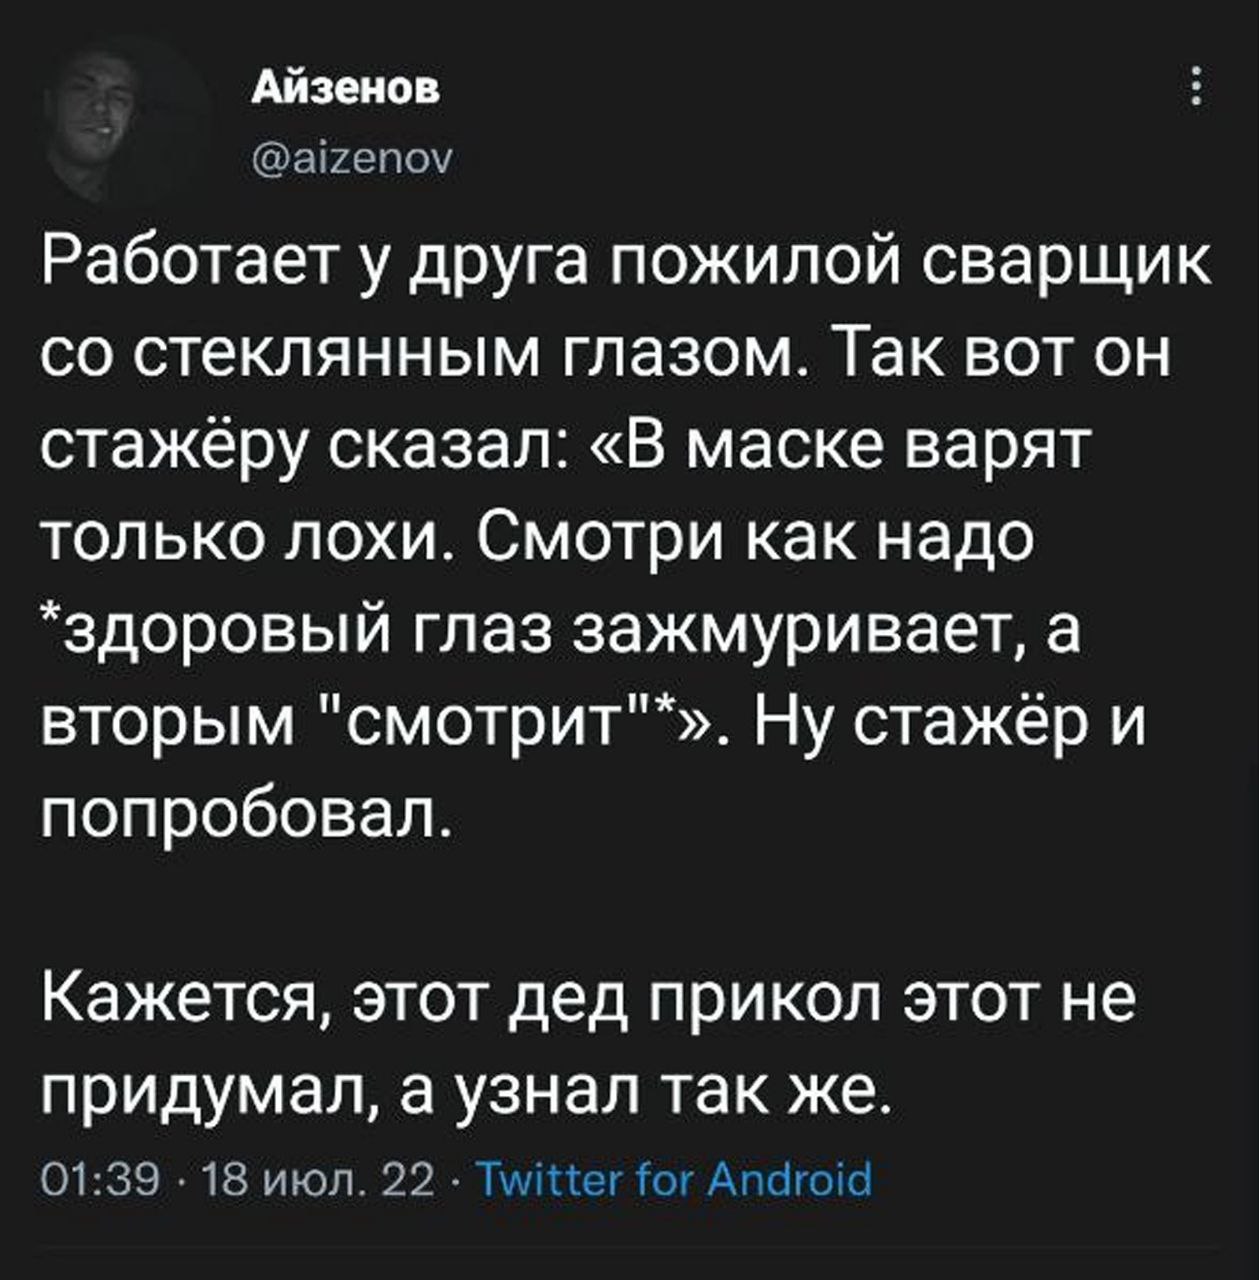 Айзенов
@aizenov
Работает у друга пожилой сварщик
со стеклянным глазом. Так вот он
стажёру сказал: «В маске варят
только лохи. Смотри как надо
*здоровый глаз зажмуривает, а
вторым "смотрит"*». Ну стажёр и
попробовал.
Кажется, этот дед прикол этот не
придумал, а узнал так же.
01:39 · 18 июл. 22 · Twitter for Android